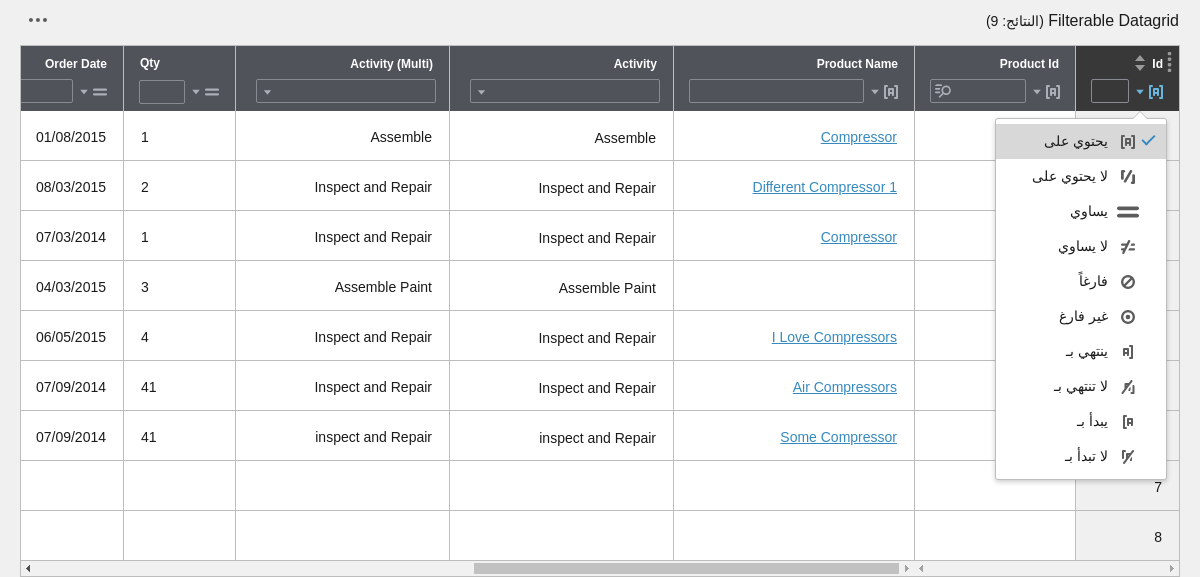 Filterable Datagrid (النتائج: 9)
Id Product Id Product Name Activity Activity (Multi) Qty Order Date
يحتوي على
لا يحتوي على
يساوي
لا يساوي
فارغاً
غير فارغ
ينتهي بـ
لا تنتهي بـ
يبدأ بـ
لا تبدأ بـ
Compressor Assemble Assemble 1 01/08/2015
Different Compressor 1 Inspect and Repair Inspect and Repair 2 08/03/2015
Compressor Inspect and Repair Inspect and Repair 1 07/03/2014
Assemble Paint Assemble Paint 3 04/03/2015
I Love Compressors Inspect and Repair Inspect and Repair 4 06/05/2015
Air Compressors Inspect and Repair Inspect and Repair 41 07/09/2014
Some Compressor inspect and Repair inspect and Repair 41 07/09/2014
7
8